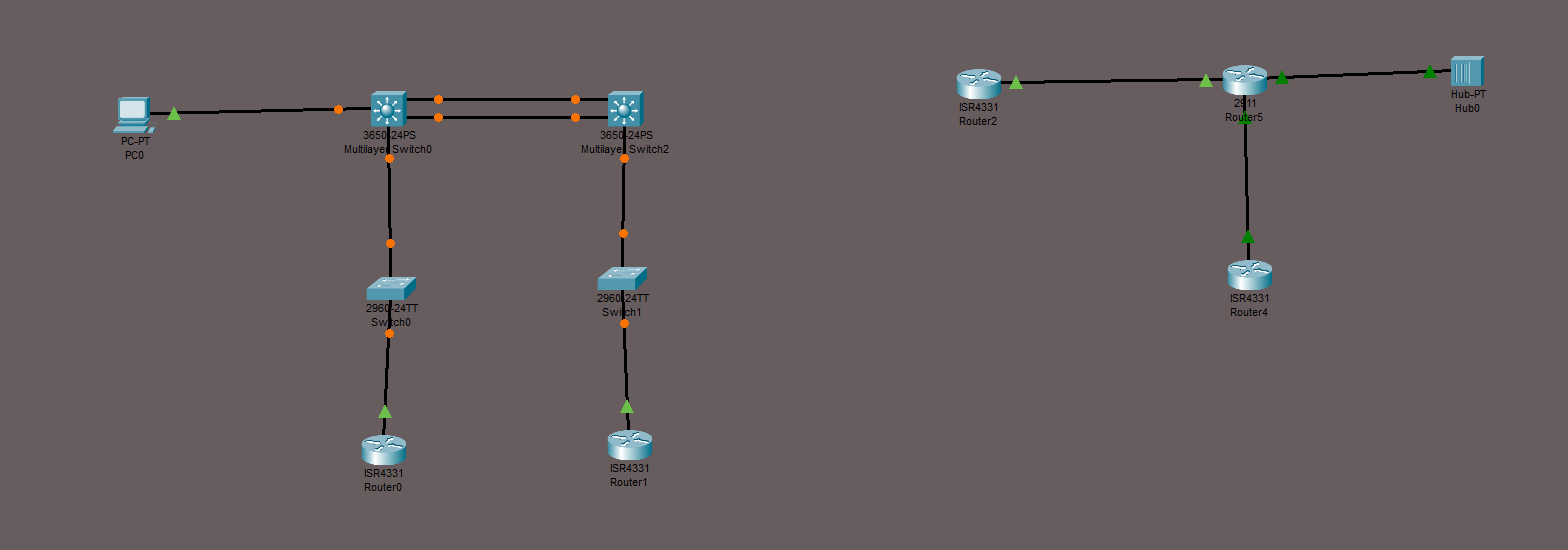 PC-PT
PC0
3650-24PS
Multilayer Switch0
3650-24PS
Multilayer Switch2
2960-24TT
Switch0
2960-24TT
Switch1
ISR4331
Router0
ISR4331
Router1
ISR4331
Router2
2911
Router5
Hub-PT
Hub0
ISR4331
Router4